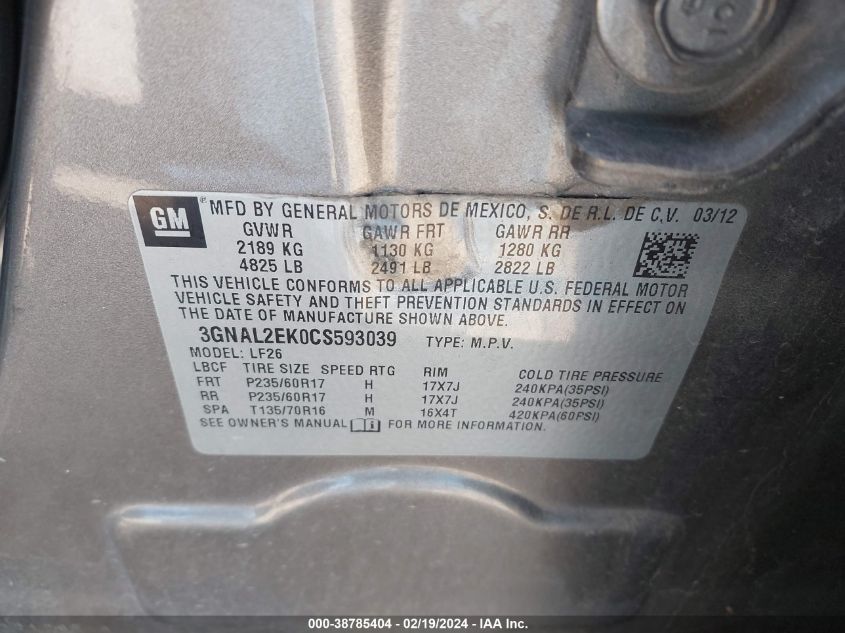 GM ® MFD BY GENERAL MOTORS DE MEXICO, S. DE R.L. DE C.V. 03/12
GVWR GAWR FRT GAWR RR
2189 KG 1130 KG 1280 KG
4825 LB 2491 LB 2822 LB
THIS VEHICLE CONFORMS TO ALL APPLICABLE U.S. FEDERAL MOTOR
VEHICLE SAFETY AND THEFT PREVENTION STANDARDS IN EFFECT ON
THE DATE OF MANUFACTURE SHOWN ABOVE.
3GNAL2EK0CS593039 TYPE: M.P.V.
MODEL: LF26
LBCF TIRE SIZE SPEED RTG RIM COLD TIRE PRESSURE
FRT P235/60R17 H 17X7J 240KPA(35PSI)
RR P235/60R17 H 17X7J 240KPA(35PSI)
SPA T135/70R16 M 16X4T 420KPA(60PSI)
SEE OWNER'S MANUAL FOR MORE INFORMATION.
000-38785404 - 02/19/2024 - IAA Inc.